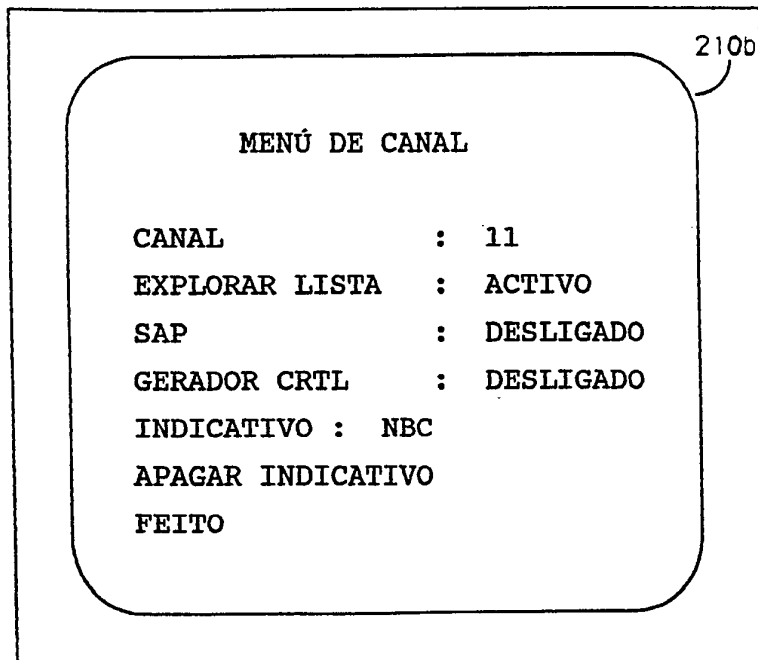 210b
MENÚ DE CANAL
CANAL : 11
EXPLORAR LISTA : ACTIVO
SAP : DESLIGADO
GERADOR CRTL : DESLIGADO
INDICATIVO : NBC
APAGAR INDICATIVO
FEITO